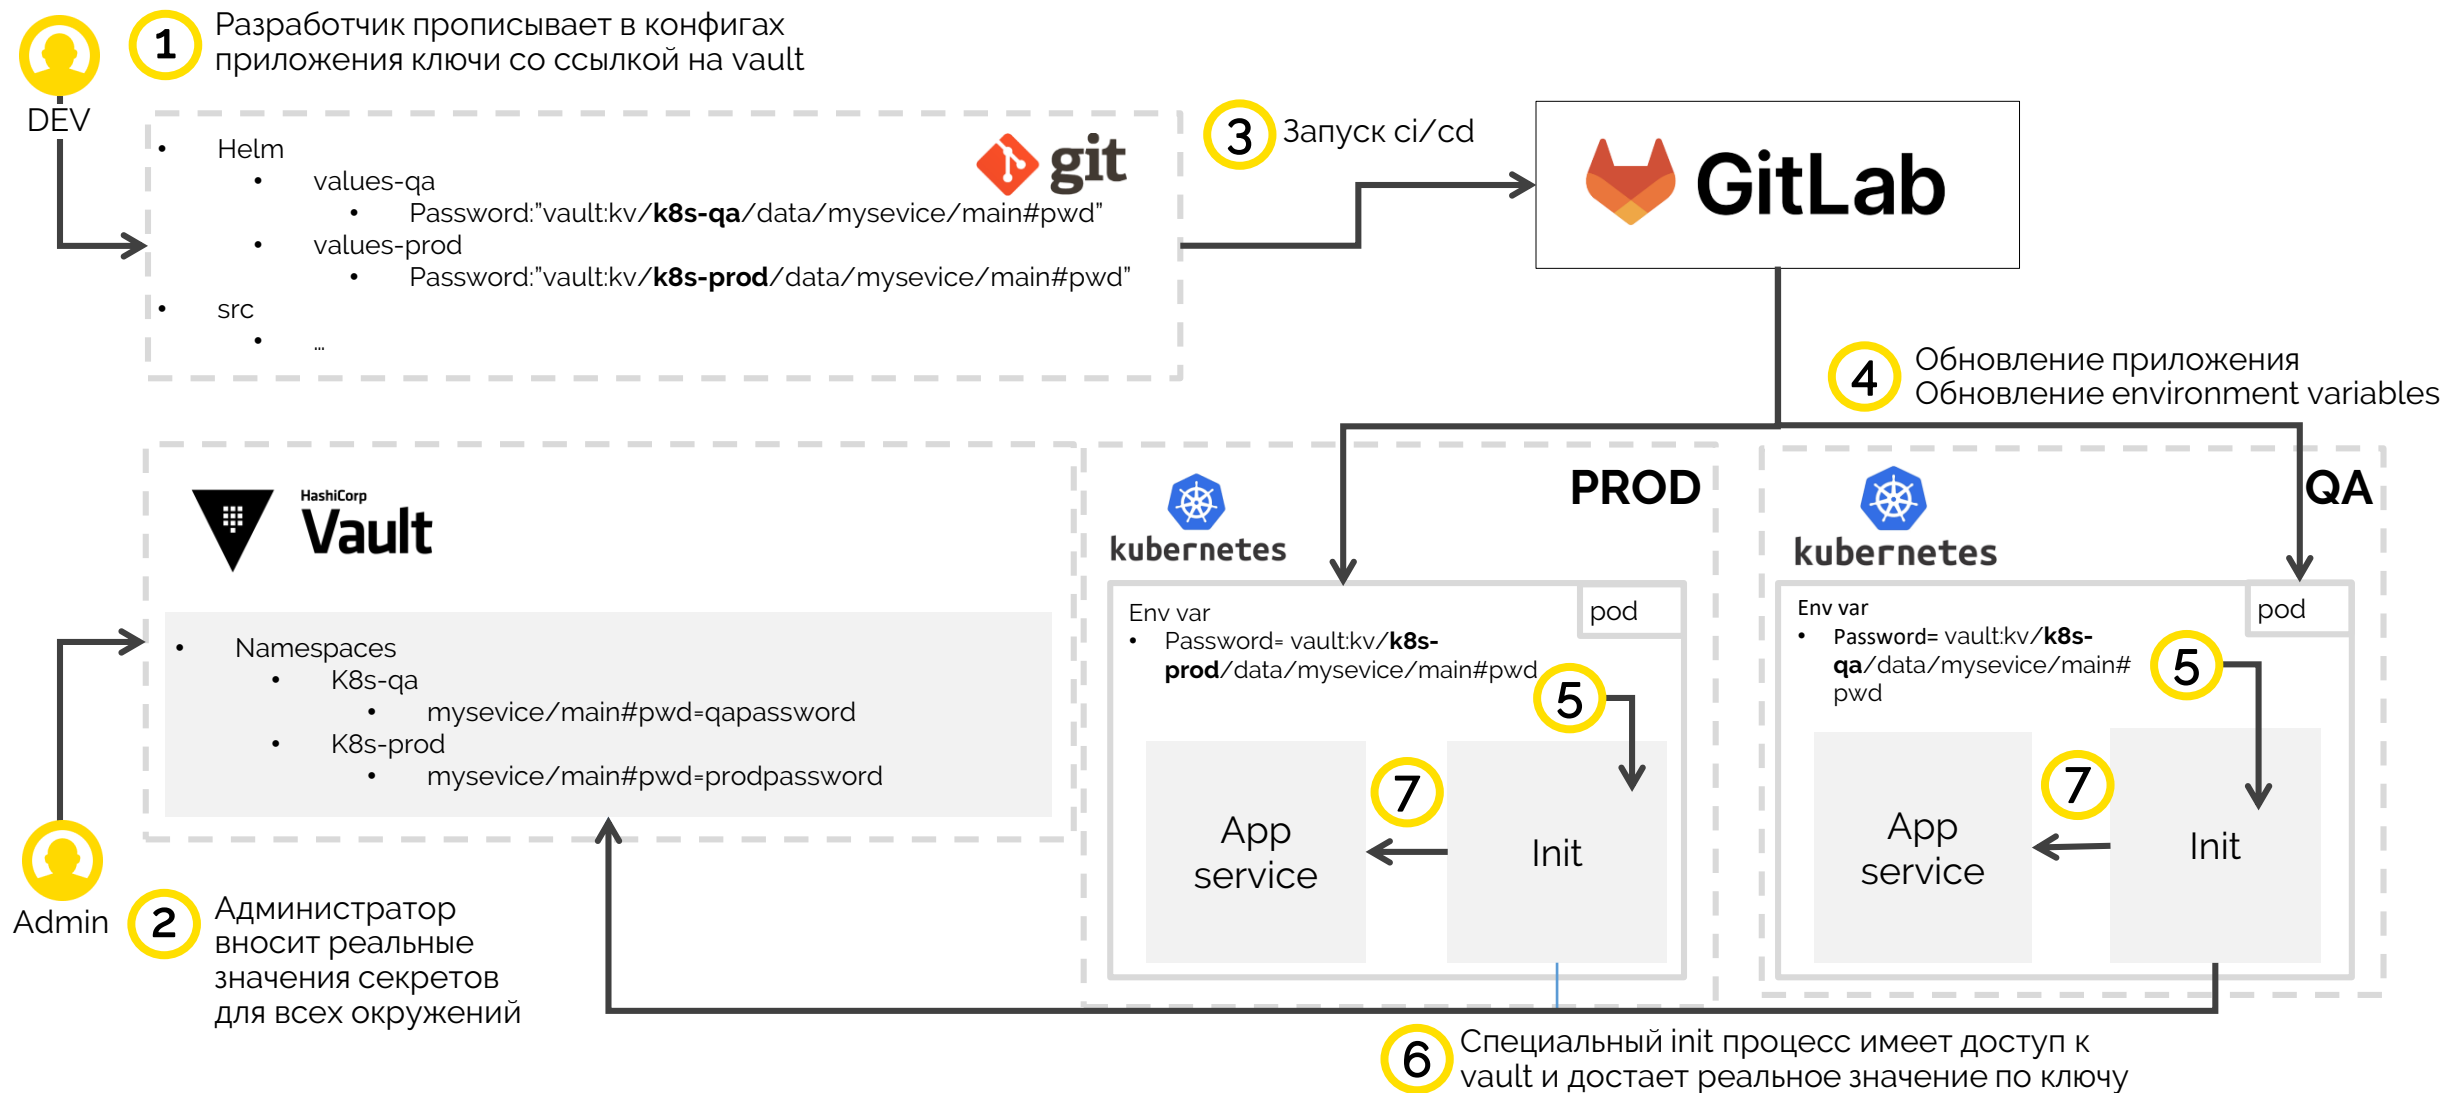 1
Разработчик прописывает в конфигах
приложения ключи со ссылкой на vault
DEV
• Helm
• values-qa
• Password:”vault:kv/k8s-qa/data/mysevice/main#pwd”
• values-prod
• Password:”vault:kv/k8s-prod/data/mysevice/main#pwd”
• src
• …
git
3
Запуск ci/cd
GitLab
4
Обновление приложения
Обновление environment variables
HashiCorp
Vault
• Namespaces
• K8s-qa
• mysevice/main#pwd=qapassword
• K8s-prod
• mysevice/main#pwd=prodpassword
Admin
2
Администратор
вносит реальные
значения секретов
для всех окружений
kubernetes
PROD
pod
Env var
• Password= vault:kv/k8s-
prod/data/mysevice/main#pwd
5
7
App
service
Init
kubernetes
QA
pod
Env var
• Password= vault:kv/k8s-
qa/data/mysevice/main#
pwd
5
7
App
service
Init
6
Специальный init процесс имеет доступ к
vault и достает реальное значение по ключу